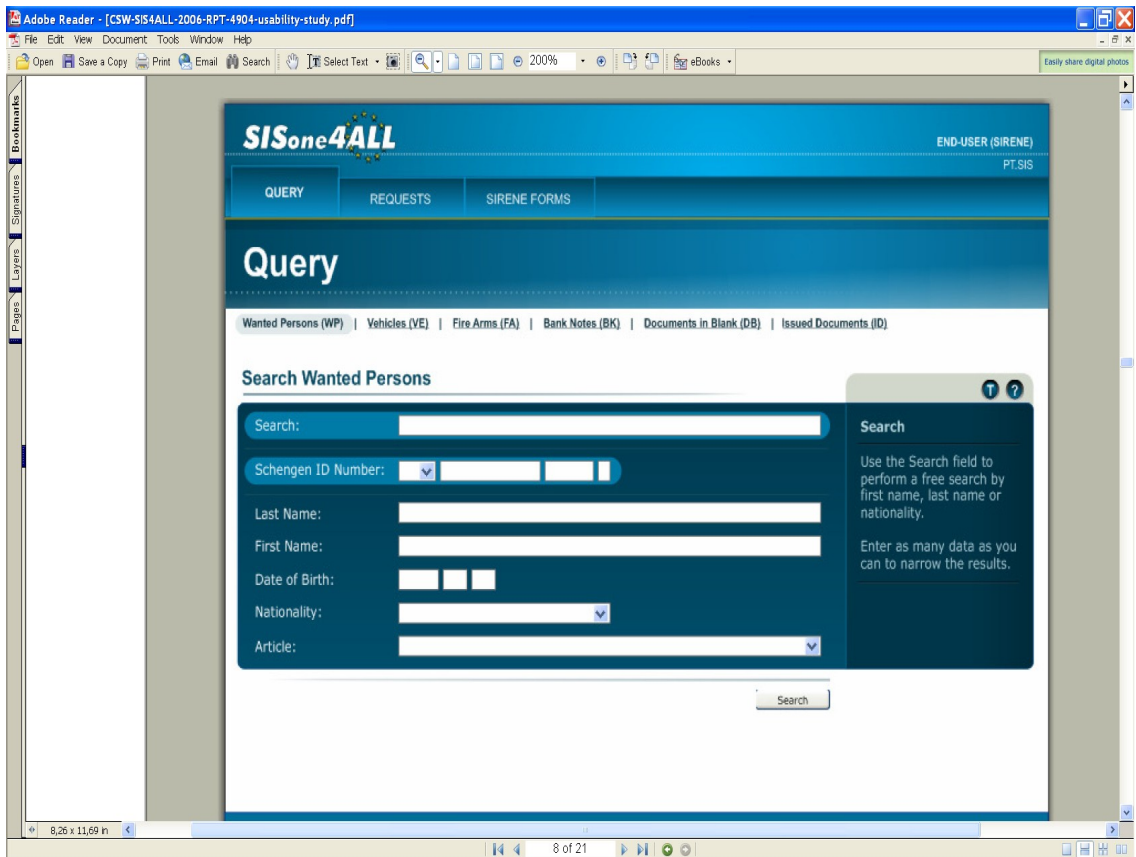 Adobe Reader - [CSW-SIS4ALL-2006-RPT-4904-usability-study.pdf]
File Edit View Document Tools Window Help
Open Save a Copy Print Email Search Select Text 200% eBooks
Easily share digital photos
Bookmarks
Signatures
Layers
Pages
SISone4ALL
END-USER (SIRENE)
PT.SIS
QUERY REQUESTS SIRENE FORMS
Query
Wanted Persons (WP) | Vehicles (VE) | Fire Arms (FA) | Bank Notes (BK) | Documents in Blank (DB) | Issued Documents (ID)
Search Wanted Persons
T ?
Search:
Schengen ID Number:
Last Name:
First Name:
Date of Birth:
Nationality:
Article:
Search
Use the Search field to
perform a free search by
first name, last name or
nationality.
Enter as many data as you
can to narrow the results.
Search
8,26 x 11,69 in
8 of 21